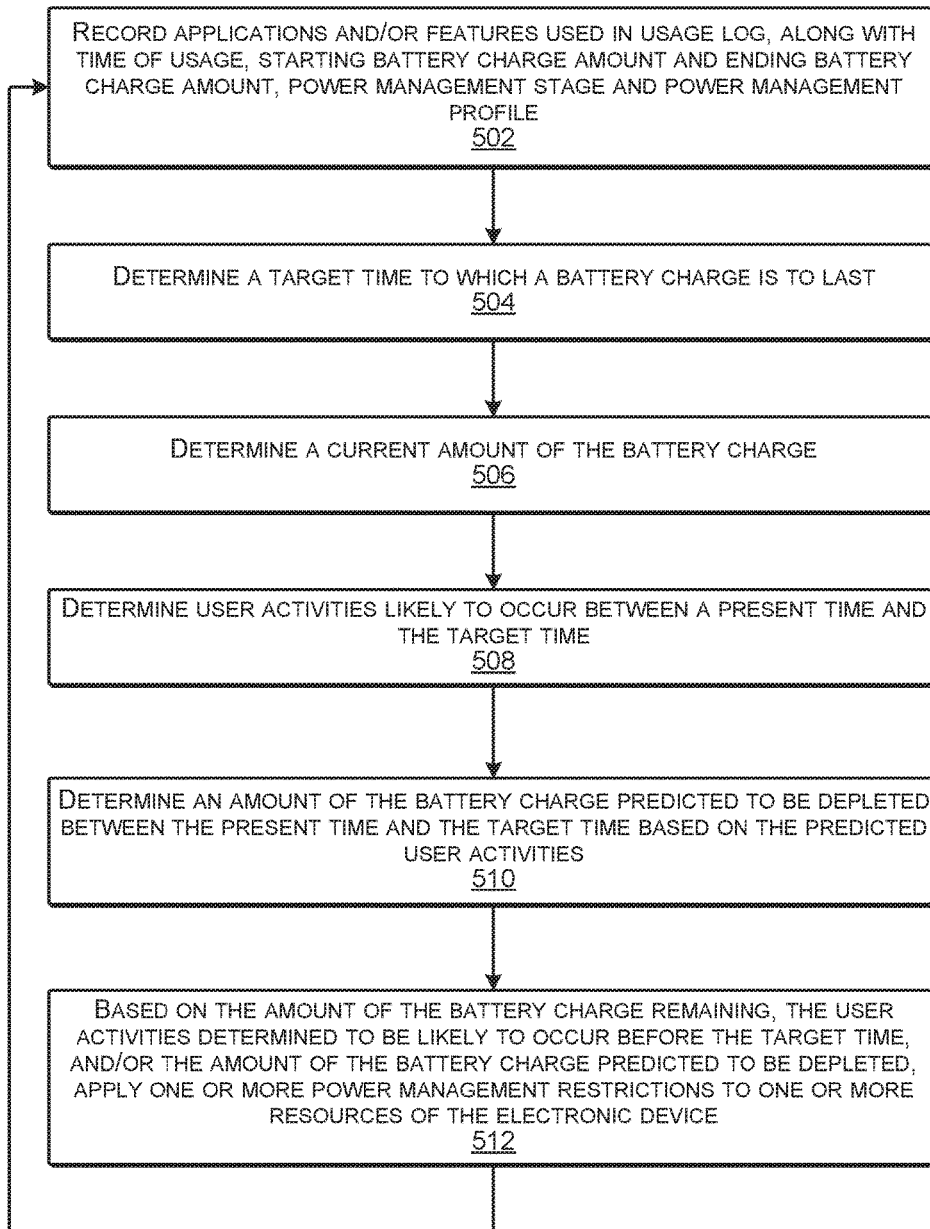 RECORD APPLICATIONS AND/OR FEATURES USED IN USAGE LOG, ALONG WITH
TIME OF USAGE, STARTING BATTERY CHARGE AMOUNT AND ENDING BATTERY
CHARGE AMOUNT, POWER MANAGEMENT STAGE AND POWER MANAGEMENT
PROFILE
502
DETERMINE A TARGET TIME TO WHICH A BATTERY CHARGE IS TO LAST
504
DETERMINE A CURRENT AMOUNT OF THE BATTERY CHARGE
506
DETERMINE USER ACTIVITIES LIKELY TO OCCUR BETWEEN A PRESENT TIME AND
THE TARGET TIME
508
DETERMINE AN AMOUNT OF THE BATTERY CHARGE PREDICTED TO BE DEPLETED
BETWEEN THE PRESENT TIME AND THE TARGET TIME BASED ON THE PREDICTED
USER ACTIVITIES
510
BASED ON THE AMOUNT OF THE BATTERY CHARGE REMAINING, THE USER
ACTIVITIES DETERMINED TO BE LIKELY TO OCCUR BEFORE THE TARGET TIME,
AND/OR THE AMOUNT OF THE BATTERY CHARGE PREDICTED TO BE DEPLETED,
APPLY ONE OR MORE POWER MANAGEMENT RESTRICTIONS TO ONE OR MORE
RESOURCES OF THE ELECTRONIC DEVICE
512